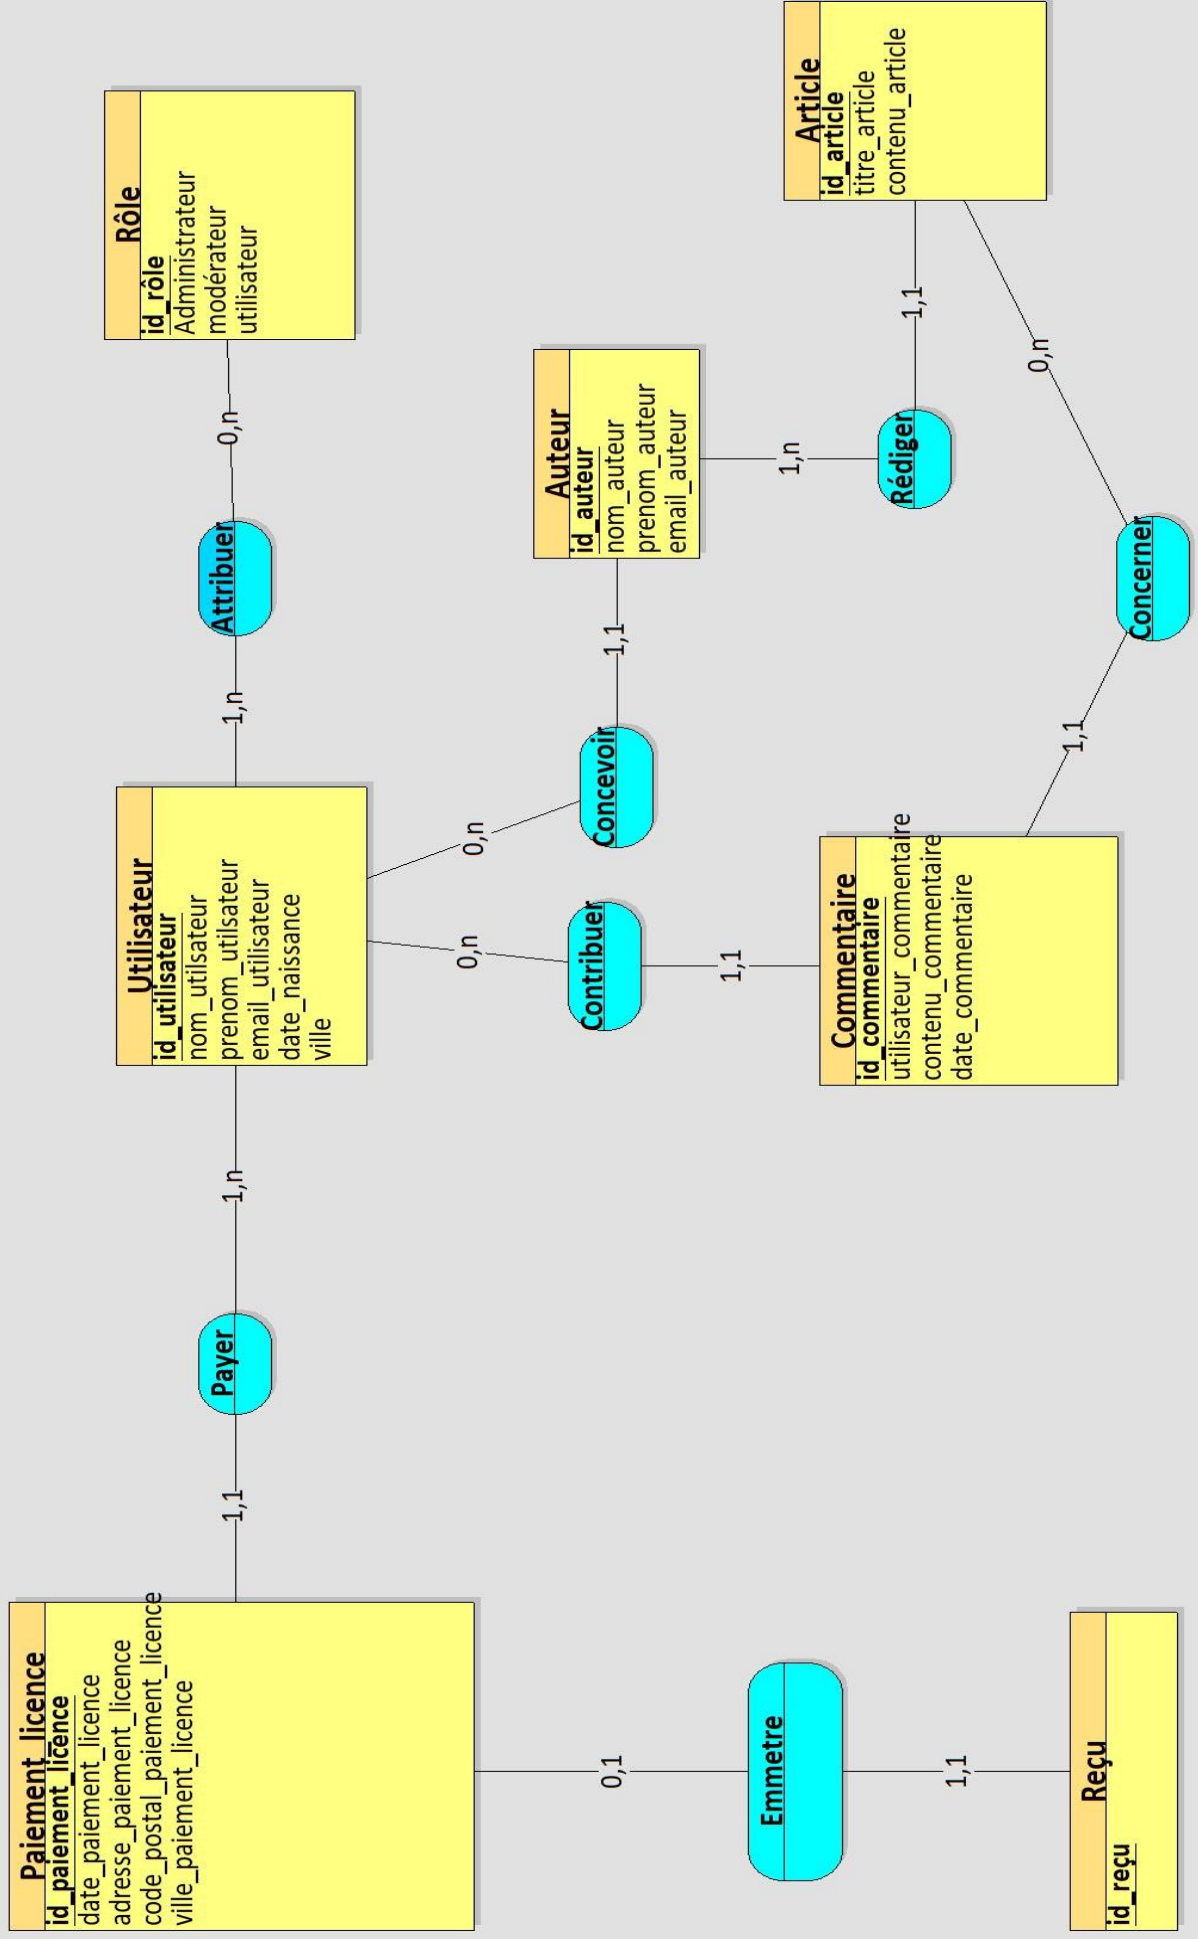 Paiement_licence
id_paiement_licence
date_paiement_licence
adresse_paiement_licence
code_postal_paiement_licence
ville_paiement_licence
1,1
Payer
1,n
Utilisateur
id_utilisateur
nom_utilisateur
prenom_utilsateur
email_utilisateur
date_naissance
ville
1,n
Attribuer
0,n
Rôle
id_rôle
Administrateur
modérateur
utilisateur
0,n
0,n
Contribuer
Concevoir
1,1
Auteur
id_auteur
nom_auteur
prenom_auteur
email_auteur
0,1
Emmetre
1,1
Reçu
id_reçu
1,1
Commentaire
id_commentaire
utilisateur_commentaire
contenu_commentaire
date_commentaire
1,n
Rédiger
1,1
Article
id_article
titre_article
contenu_article
1,1
Concerner
0,n